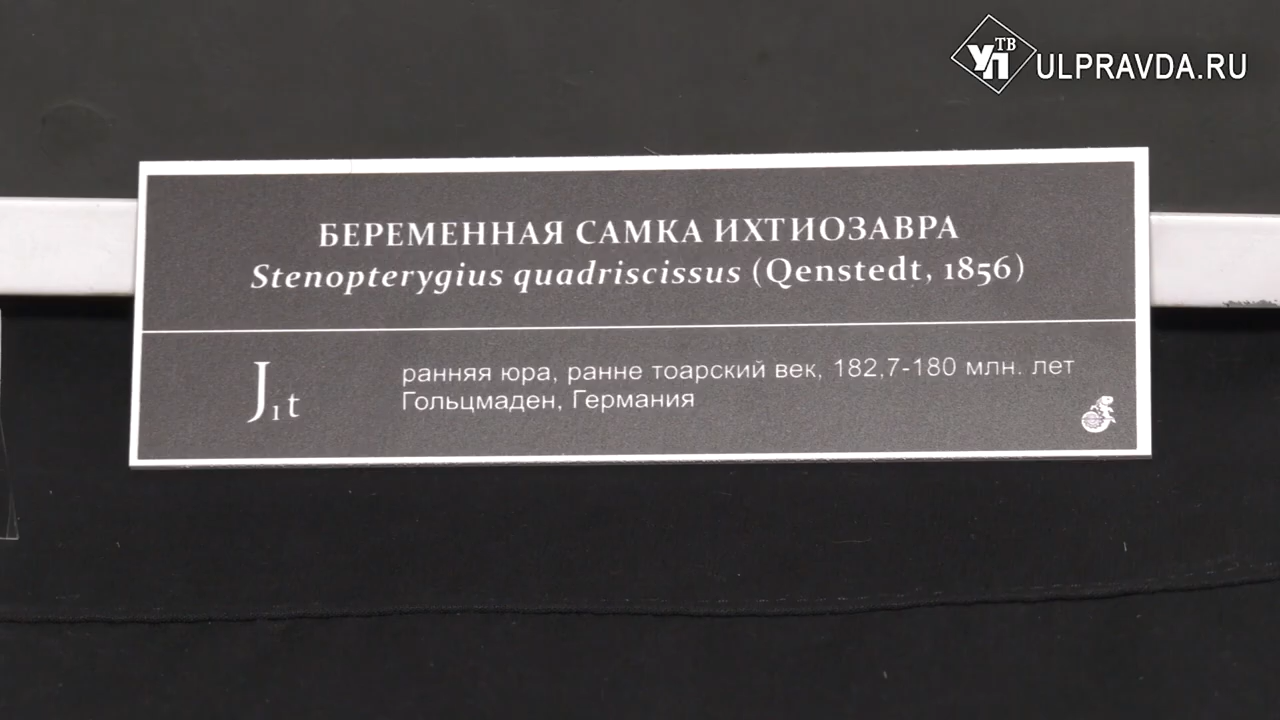 УП ТВ ULPRAVDA.RU
БЕРЕМЕННАЯ САМКА ИХТИОЗАВРА
Stenopterygius quadriscissus (Qenstedt, 1856)
J1t
ранняя юра, ранне тоарский век, 182,7-180 млн. лет
Гольцмаден, Германия